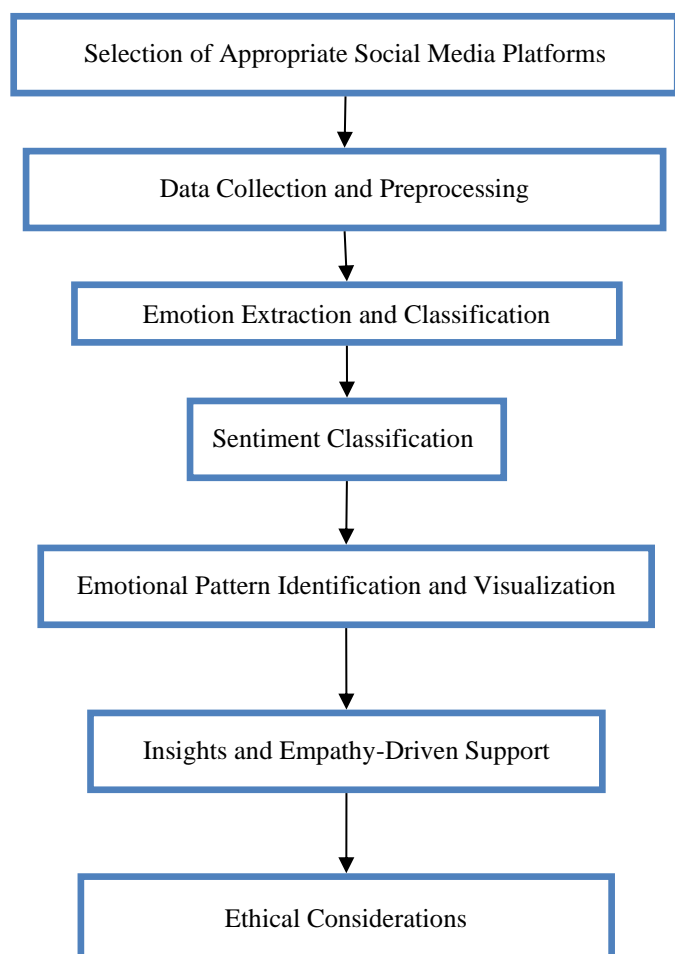 Selection of Appropriate Social Media Platforms
Data Collection and Preprocessing
Emotion Extraction and Classification
Sentiment Classification
Emotional Pattern Identification and Visualization
Insights and Empathy-Driven Support
Ethical Considerations